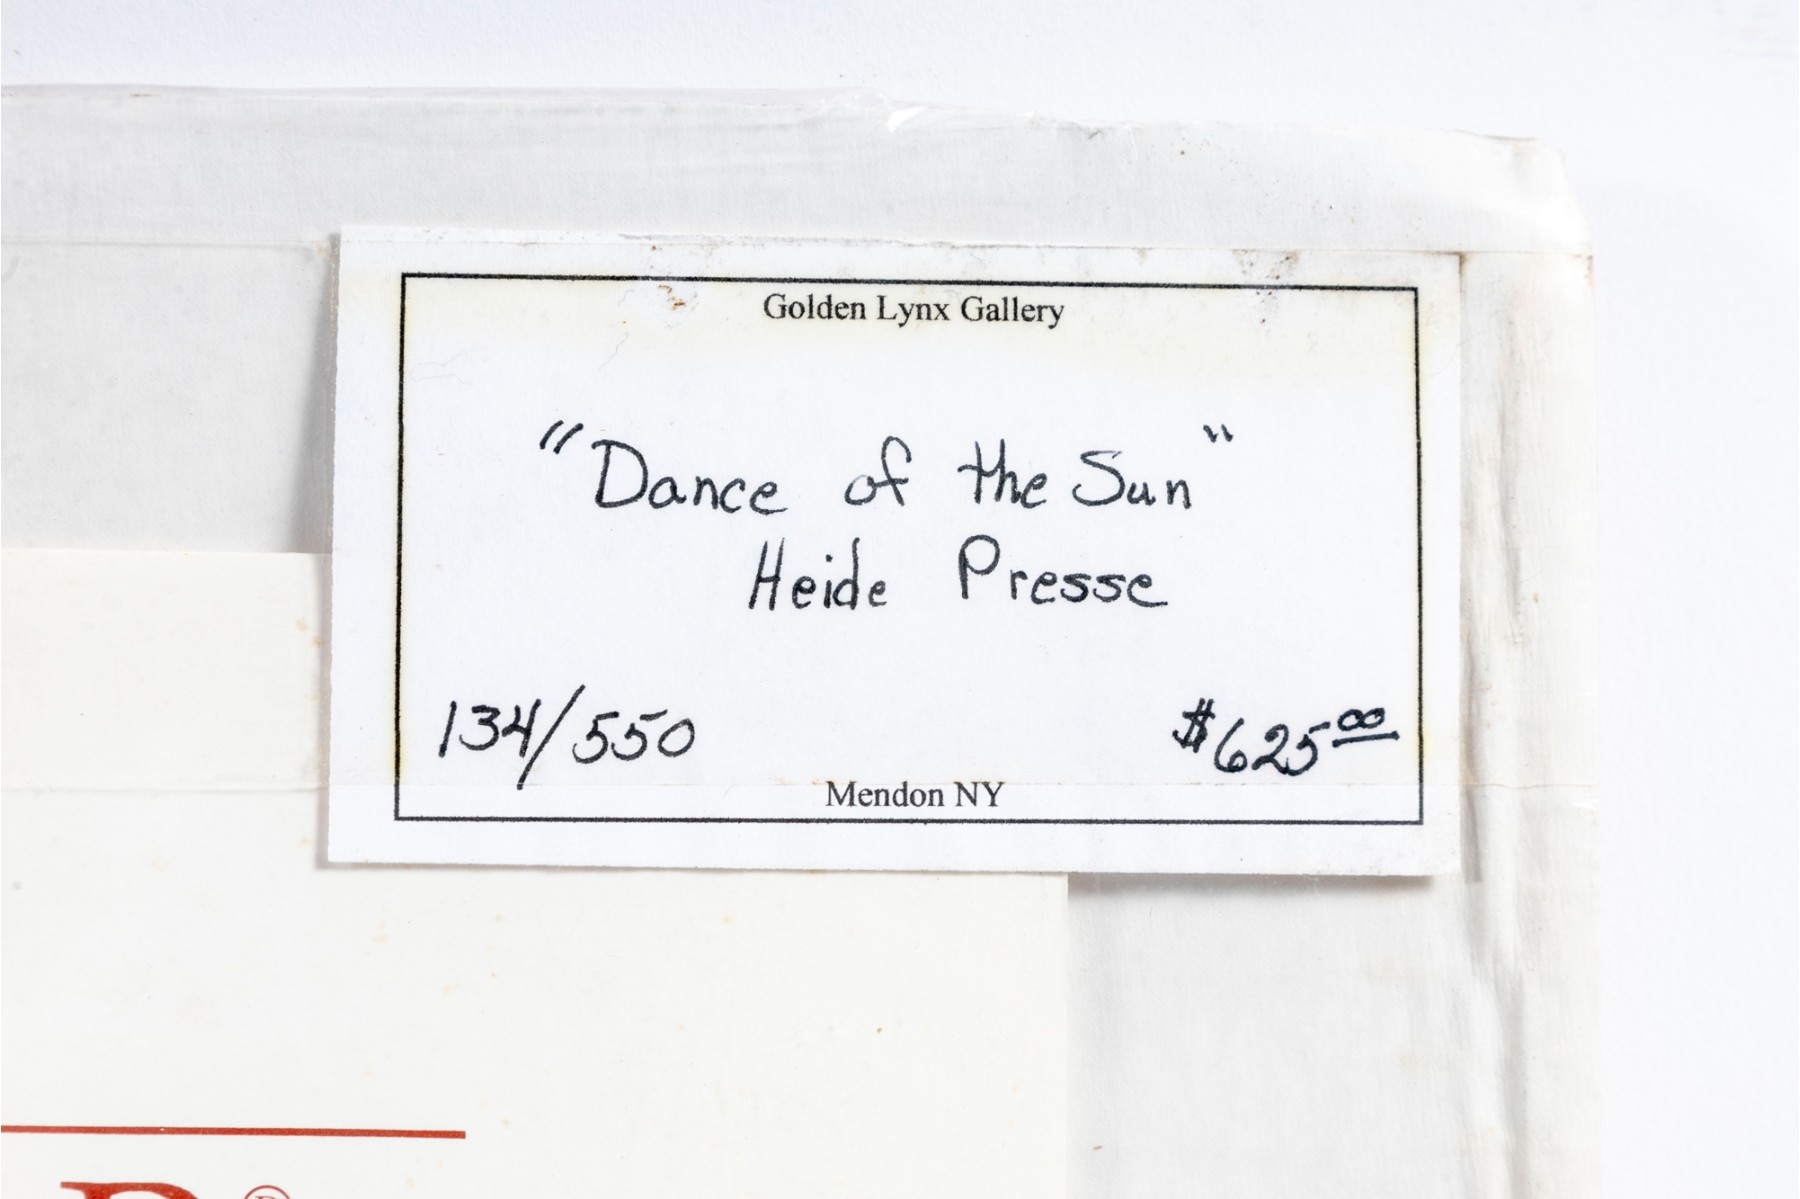 Golden Lynx Gallery
"Dance of the Sun"
Heide Presse
134/550 $625.00
Mendon NY
®